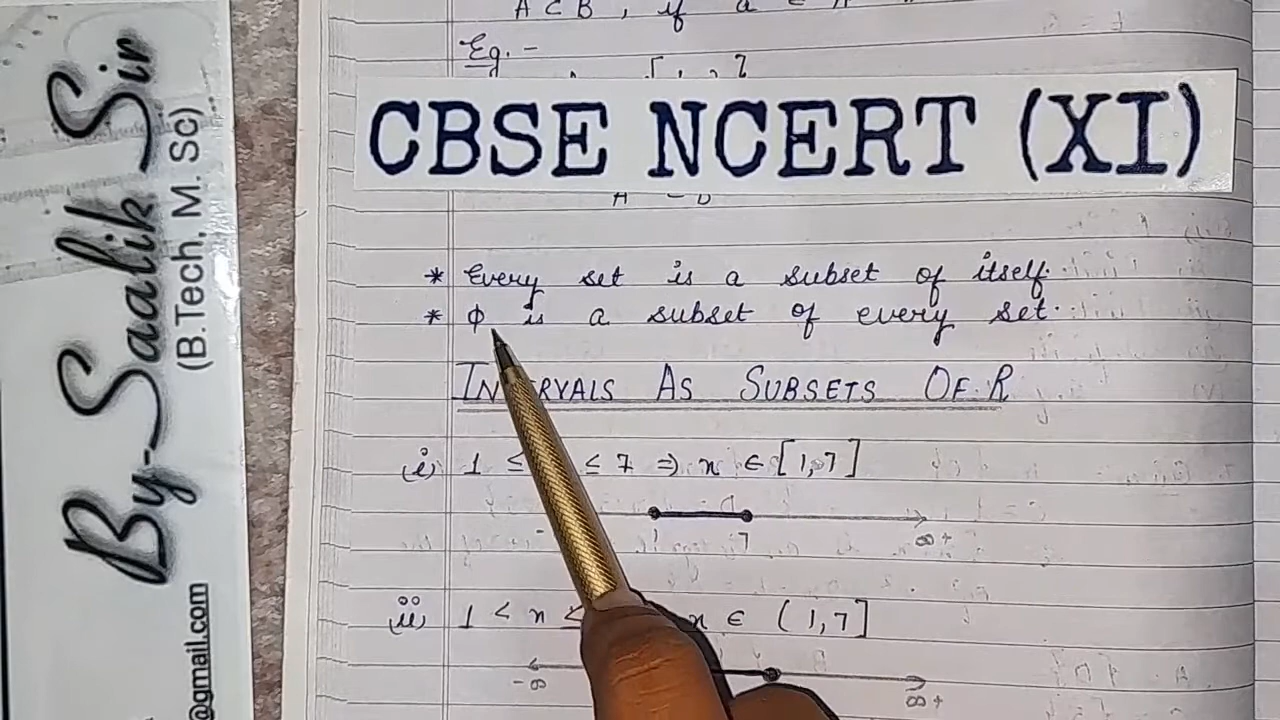 A ⊂ B, if a ∈ A
Eg. -
CBSE NCERT (XI)
* Every set is a subset of itself.
* ϕ is a subset of every set.
INTERVALS AS SUBSETS OF R
(i) 1 ≤ ≤ 7 ⇒ x ∈ [1, 7]
1 7 ∞+
(ii) 1 < x ≤ x ∈ (1, 7]
-∞ ∞+
By-Saalik Sir
(B.Tech, M. Sc)
@gmail.com